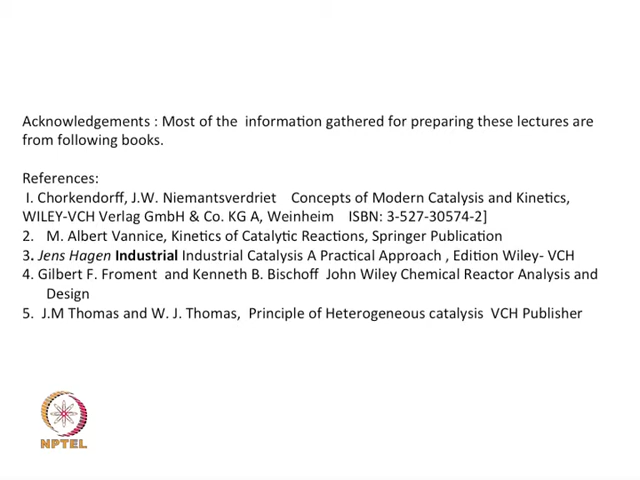 Acknowledgements : Most of the information gathered for preparing these lectures are
from following books.
References:
I. Chorkendorff, J.W. Niemantsverdriet Concepts of Modern Catalysis and Kinetics,
WILEY-VCH Verlag GmbH & Co. KG A, Weinheim ISBN: 3-527-30574-2]
2. M. Albert Vannice, Kinetics of Catalytic Reactions, Springer Publication
3. Jens Hagen Industrial Industrial Catalysis A Practical Approach , Edition Wiley- VCH
4. Gilbert F. Froment and Kenneth B. Bischoff John Wiley Chemical Reactor Analysis and
Design
5. J.M Thomas and W. J. Thomas, Principle of Heterogeneous catalysis VCH Publisher
NPTEL